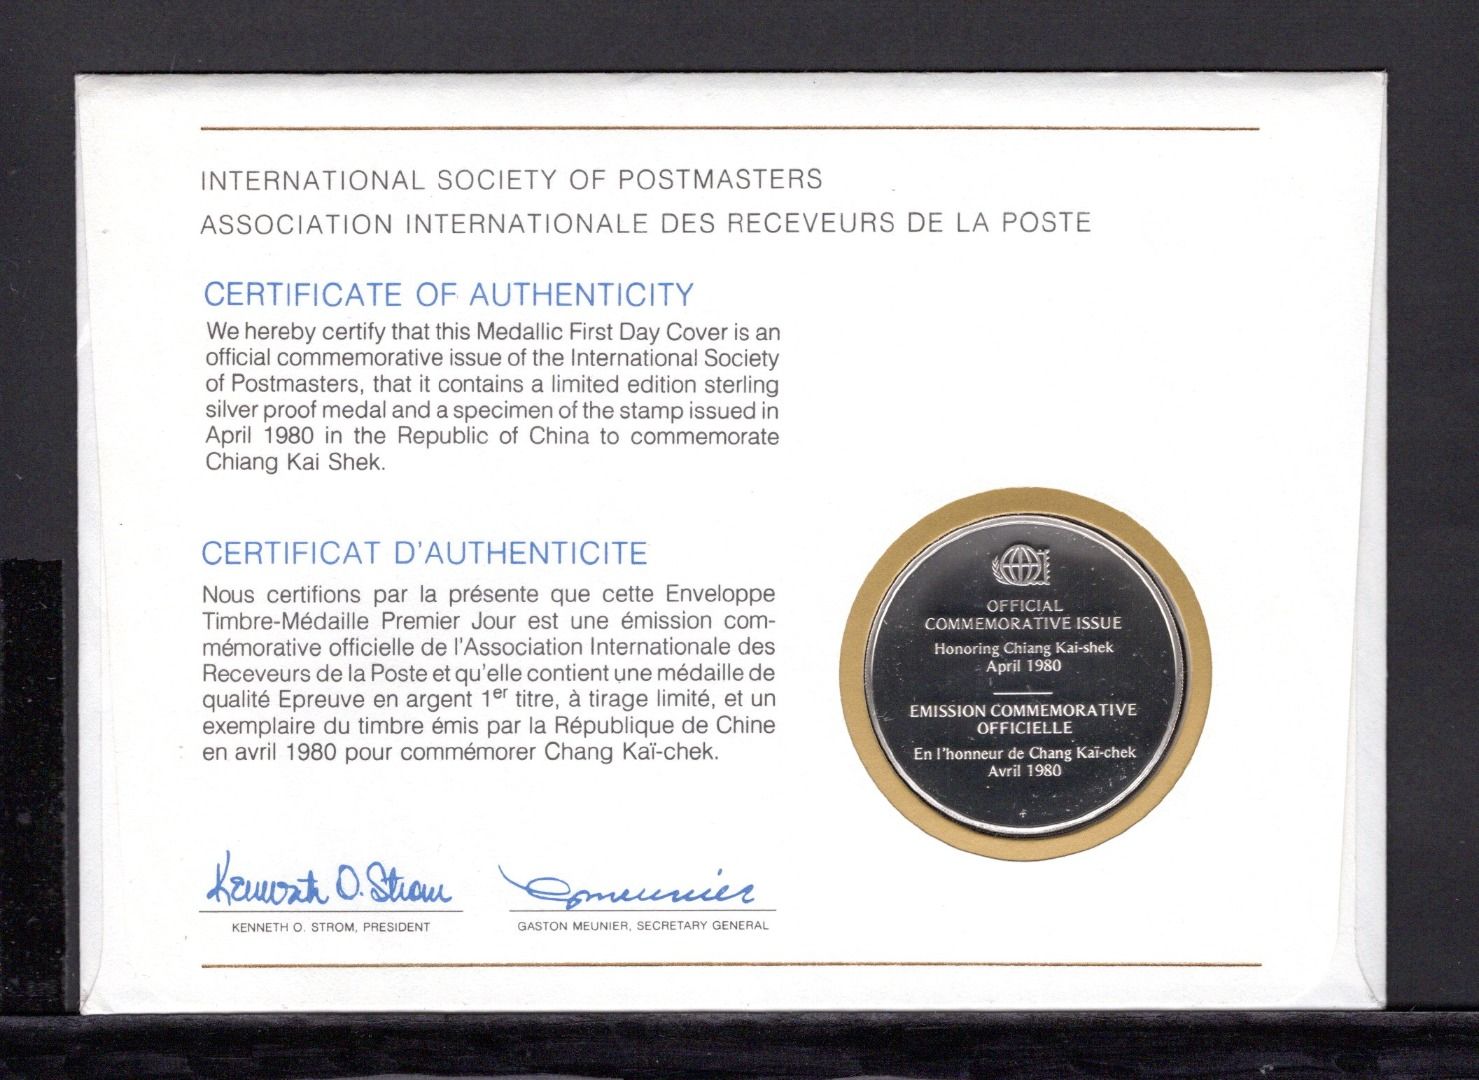 INTERNATIONAL SOCIETY OF POSTMASTERS
ASSOCIATION INTERNATIONALE DES RECEVEURS DE LA POSTE
CERTIFICATE OF AUTHENTICITY
We hereby certify that this Medallic First Day Cover is an
official commemorative issue of the International Society
of Postmasters, that it contains a limited edition sterling
silver proof medal and a specimen of the stamp issued in
April 1980 in the Republic of China to commemorate
Chiang Kai Shek.
CERTIFICAT D'AUTHENTICITE
Nous certifions par la présente que cette Enveloppe
Timbre-Médaille Premier Jour est une émission com-
mémorative officielle de l'Association Internationale des
Receveurs de la Poste et qu'elle contient une médaille de
qualité Epreuve en argent 1er titre, à tirage limité, et un
exemplaire du timbre émis par la République de Chine
en avril 1980 pour commémorer Chang Kaï-chek.
Kenneth O. Strom
Gomeunier
KENNETH O. STROM, PRESIDENT
GASTON MEUNIER, SECRETARY GENERAL
OFFICIAL
COMMEMORATIVE ISSUE
Honoring Chiang Kai-shek
April 1980
EMISSION COMMEMORATIVE
OFFICIELLE
En l'honneur de Chang Kaï-chek
Avril 1980